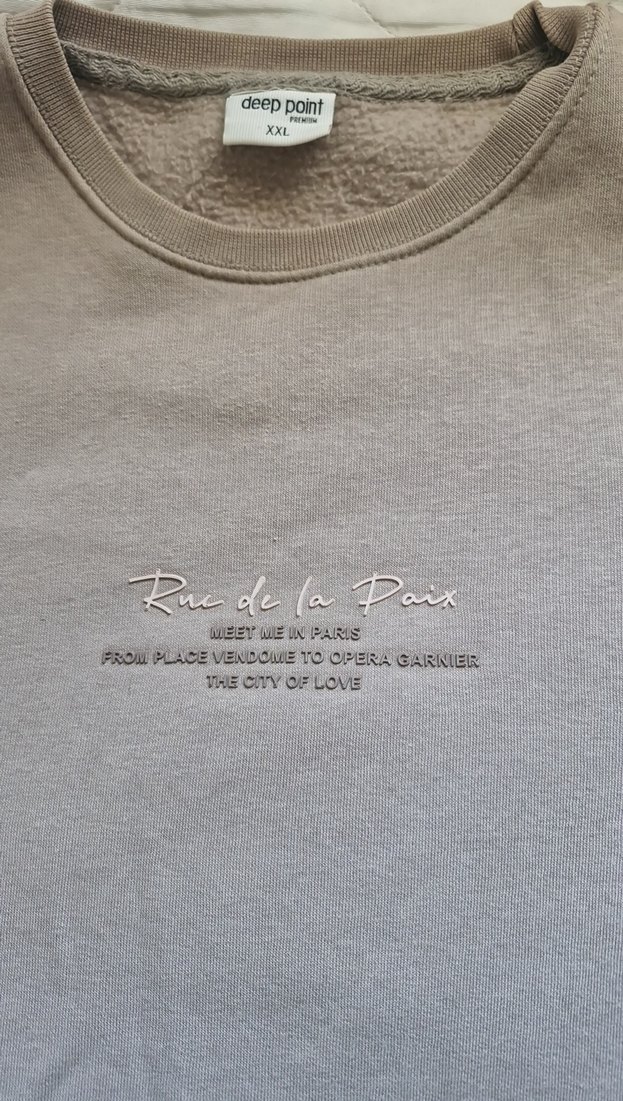 deep point
PREMIUM
XXL
Rue de la Paix
MEET ME IN PARIS
FROM PLACE VENDOME TO OPERA GARNIER
THE CITY OF LOVE